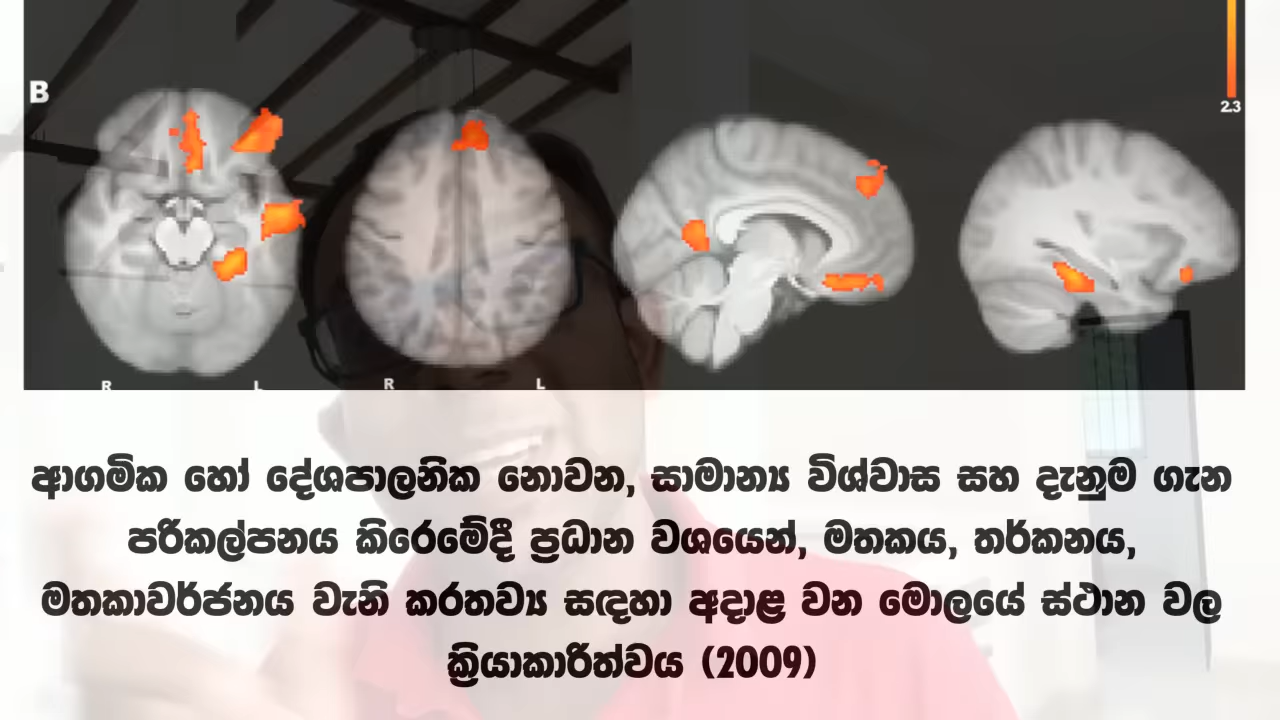 2.3
B
R L R L
ආගමික හෝ දේශපාලනික නොවන, සාමාන්‍ය විශ්වාස සහ දැනුම ගැන
පරිකල්පනය කිරෙමේදී ප්‍රධාන වශයෙන්, මතකය, තර්කනය,
මතකාවර්ජනය වැනි කරතව්‍ය සඳහා අදාළ වන මොලයේ ස්ථාන වල
ක්‍රියාකාරිත්වය (2009)